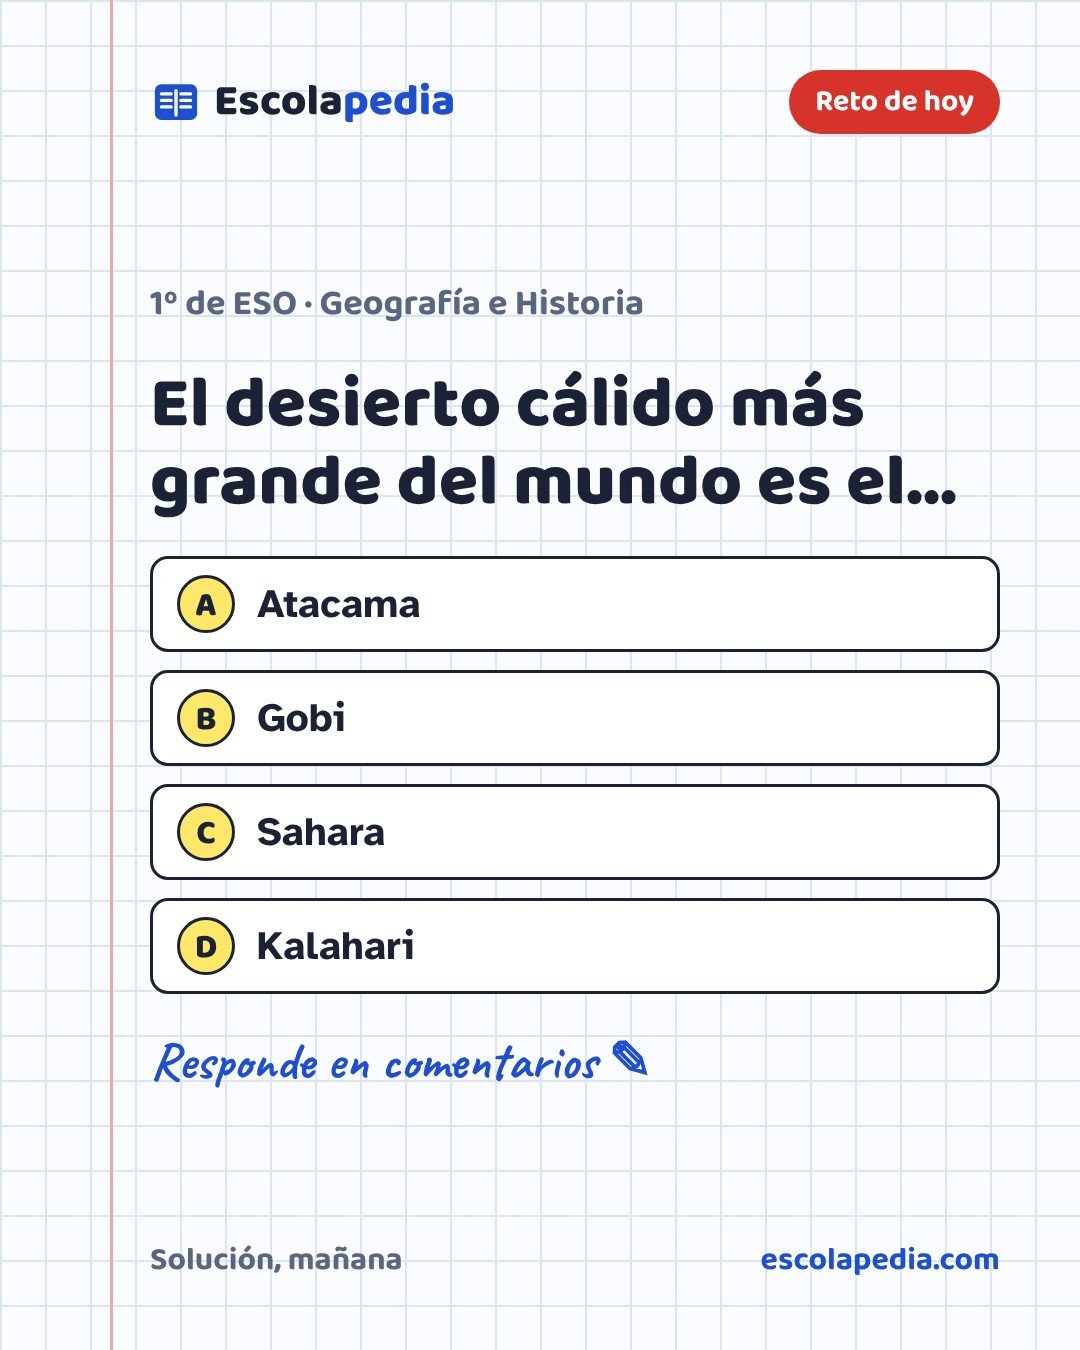 Escolapedia
Reto de hoy
1º de ESO · Geografía e Historia
El desierto cálido más
grande del mundo es el...
A Atacama
B Gobi
C Sahara
D Kalahari
Responde en comentarios ✎
Solución, mañana
escolapedia.com